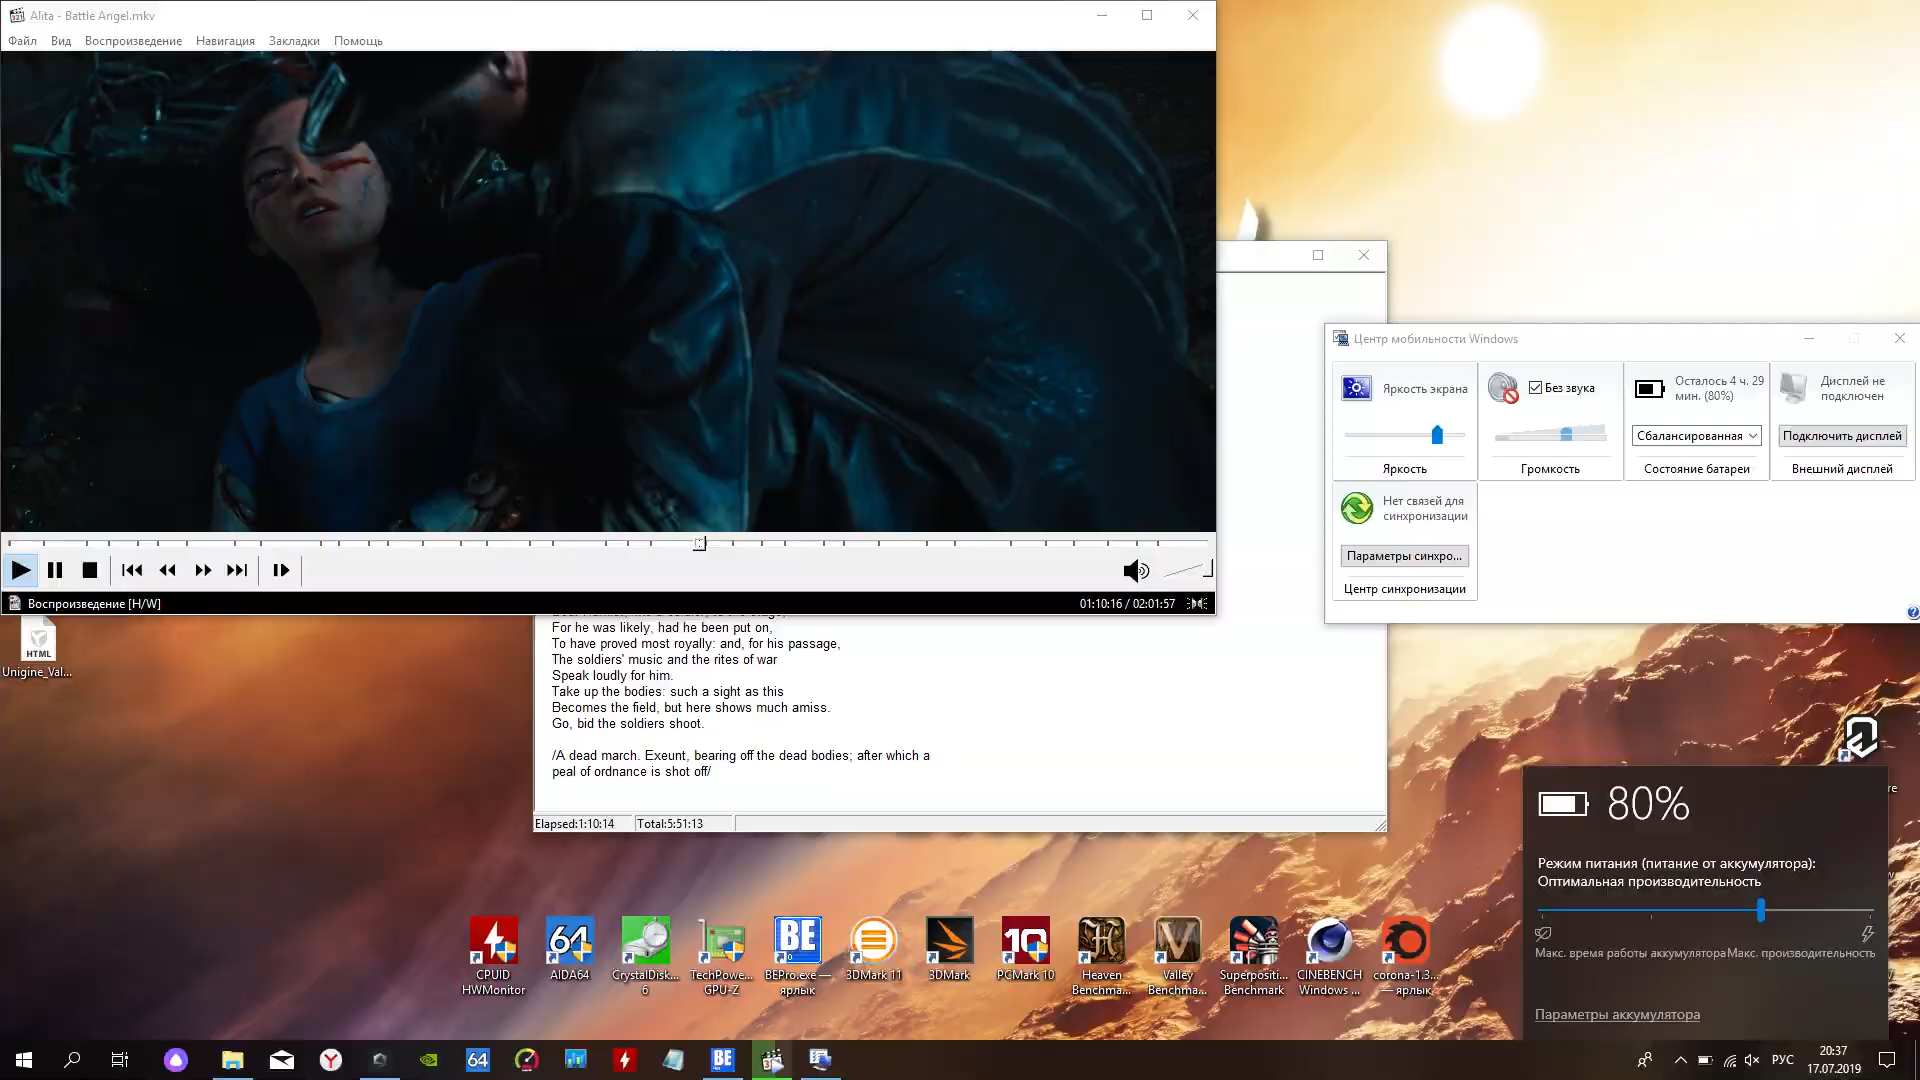 Alita - Battle Angel.mkv
Файл Вид Воспроизведение Навигация Закладки Помощь
Воспроизведение [H/W]
01:10:16 / 02:01:57
Центр мобильности Windows
Яркость экрана
Яркость
Без звука
Громкость
Осталось 4 ч. 29
мин. (80%)
Сбалансированная
Состояние батареи
Дисплей не
подключен
Подключить дисплей
Внешний дисплей
Нет связей для
синхронизации
Параметры синхро...
Центр синхронизации
HTML
Unigine_Val...
For he was likely, had he been put on,
To have proved most royally: and, for his passage,
The soldiers' music and the rites of war
Speak loudly for him.
Take up the bodies: such a sight as this
Becomes the field, but here shows much amiss.
Go, bid the soldiers shoot.
/A dead march. Exeunt, bearing off the dead bodies; after which a
peal of ordnance is shot off/
Elapsed:1:10:14
Total:5:51:13
80%
Режим питания (питание от аккумулятора):
Оптимальная производительность
Макс. время работы аккумулятора
Макс. производительность
Параметры аккумулятора
CPUID
HWMonitor
64
AIDA64
CrystalDisk...
6
TechPowe...
GPU-Z
BE
BEPro.exe —
ярлык
3DMark 11
3DMark
10
PCMark 10
H
Heaven
Benchma...
V
Valley
Benchma...
Superpositi...
Benchmark
CINEBENCH
Windows ...
corona-1.3...
— ярлык
64
BE
РУС
20:37
17.07.2019